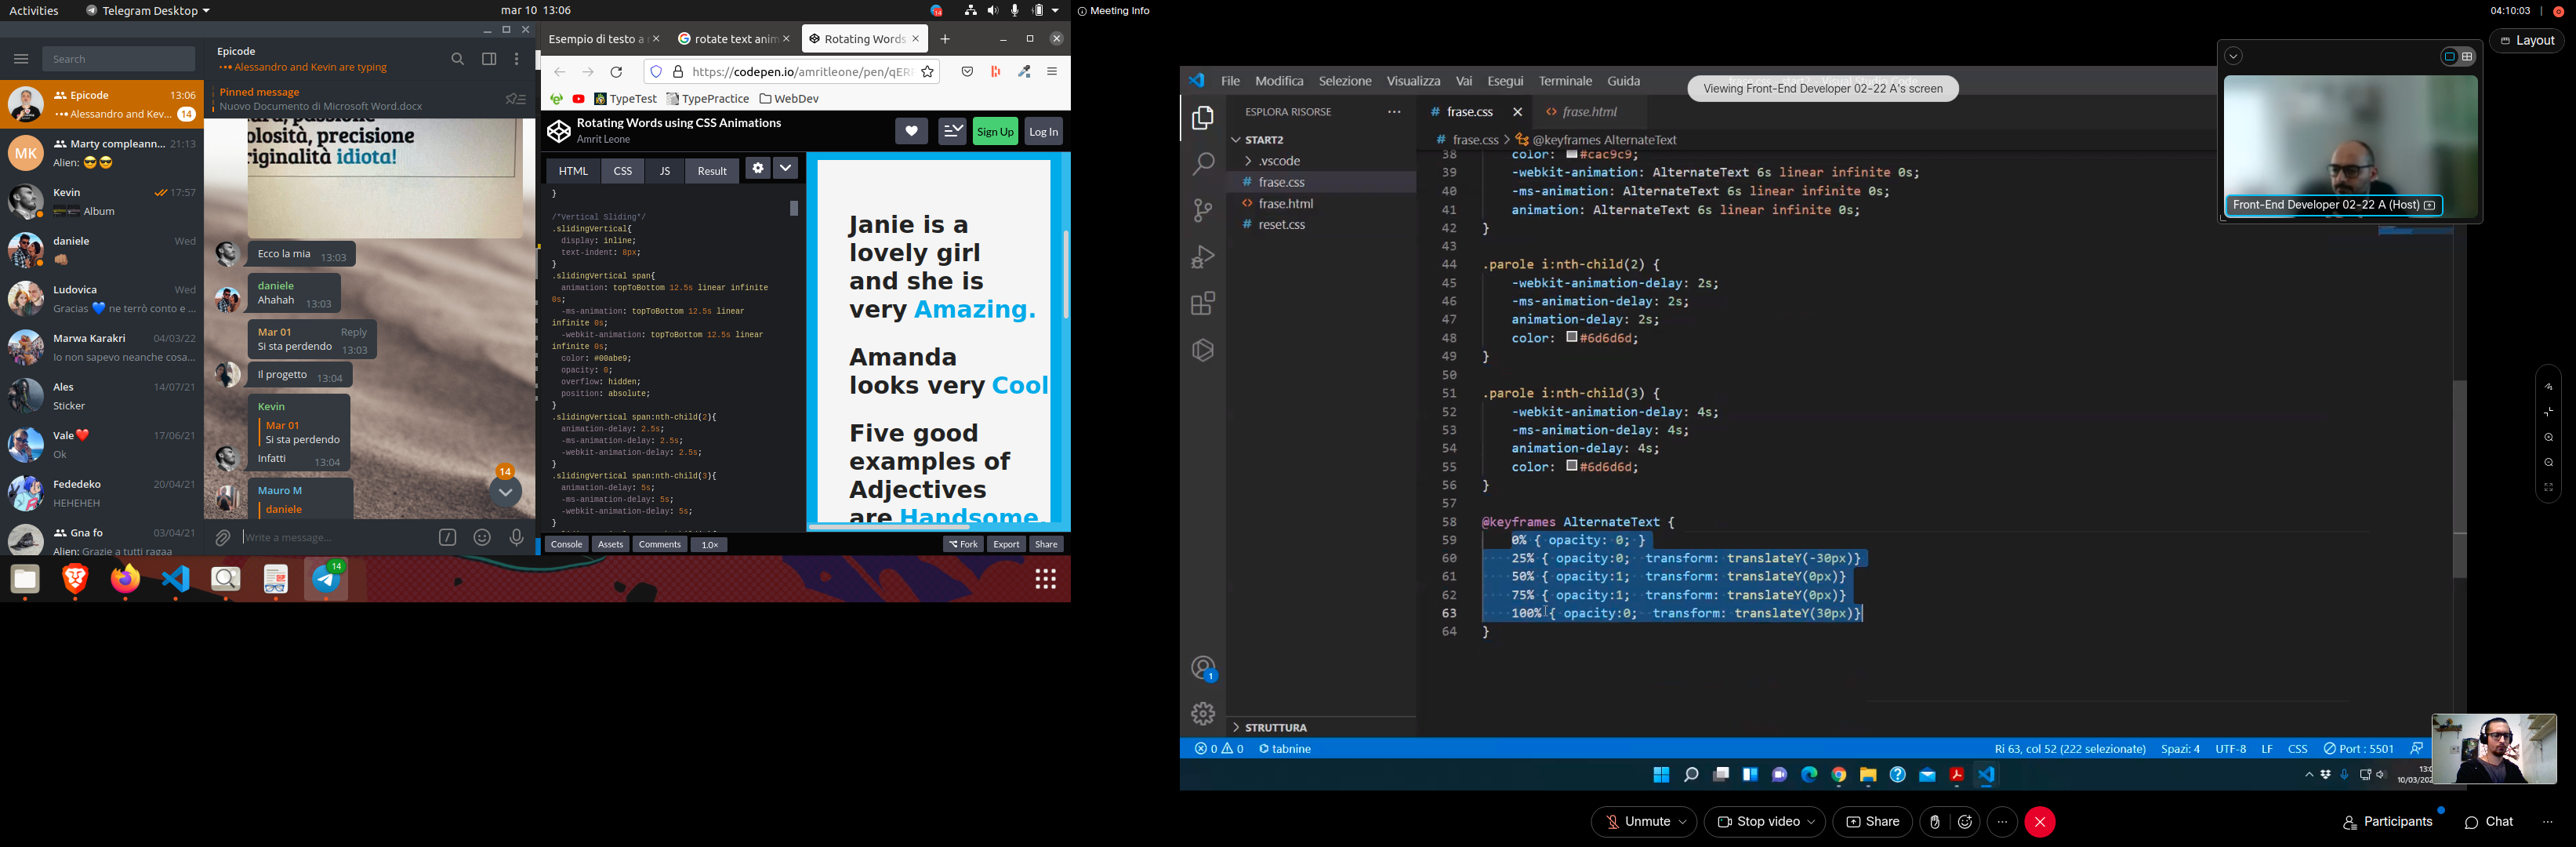 Activities
Telegram Desktop
mar 10 13:06
14
Search
Epicode
Alessandro and Kevin are typing
Pinned message
Nuovo Documento di Microsoft Word.docx
Epicode 13:06
Alessandro and Kev... 14
MK
Marty compleann... 21:13
Alien: 😎😎
Kevin 17:57
Album
daniele Wed
Ludovica Wed
Gracias 💙 ne terrò conto e ...
Marwa Karakri 04/03/22
Io non sapevo neanche cosa...
Ales 14/07/21
Sticker
Vale❤️ 17/06/21
Ok
Fededeko 20/04/21
HEHEHEH
Gna fo 03/04/21
Alien: Grazie a tutti ragaa
olosità, precisione
riginalità idiota!
Ecco la mia 13:03
daniele
Ahahah 13:03
Mar 01 Reply
Si sta perdendo 13:03
Il progetto 13:04
Kevin
Mar 01
Si sta perdendo
Infatti 13:04
Mauro M
daniele
14
Write a message...
14
Esempio di testo a
rotate text anim
Rotating Words
https://codepen.io/amritleone/pen/qER
TypeTest
TypePractice
WebDev
Rotating Words using CSS Animations
Amrit Leone
Sign Up
Log In
HTML
CSS
JS
Result
}
/*Vertical Sliding*/
.slidingVertical{
display: inline;
text-indent: 8px;
}
.slidingVertical span{
animation: topToBottom 12.5s linear infinite
0s;
-ms-animation: topToBottom 12.5s linear
infinite 0s;
-webkit-animation: topToBottom 12.5s linear
infinite 0s;
color: #00abe9;
opacity: 0;
overflow: hidden;
position: absolute;
}
.slidingVertical span:nth-child(2){
animation-delay: 2.5s;
-ms-animation-delay: 2.5s;
-webkit-animation-delay: 2.5s;
}
.slidingVertical span:nth-child(3){
animation-delay: 5s;
-ms-animation-delay: 5s;
-webkit-animation-delay: 5s;
}
Janie is a
lovely girl
and she is
very Amazing.
Amanda
looks very Cool
Five good
examples of
Adjectives
are Handsome.
Console
Assets
Comments
1.0×
Fork
Export
Share
Meeting Info
04:10:03
Layout
File Modifica Selezione Visualizza Vai Esegui Terminale Guida
Viewing Front-End Developer 02-22 A's screen
Front-End Developer 02-22 A (Host)
ESPLORA RISORSE
START2
.vscode
frase.css
frase.html
reset.css
STRUTTURA
1
frase.css
frase.html
frase.css > @keyframes AlternateText
38 color: #cac9c9;
39 -webkit-animation: AlternateText 6s linear infinite 0s;
40 -ms-animation: AlternateText 6s linear infinite 0s;
41 animation: AlternateText 6s linear infinite 0s;
42 }
43
44 .parole i:nth-child(2) {
45 -webkit-animation-delay: 2s;
46 -ms-animation-delay: 2s;
47 animation-delay: 2s;
48 color: #6d6d6d;
49 }
50
51 .parole i:nth-child(3) {
52 -webkit-animation-delay: 4s;
53 -ms-animation-delay: 4s;
54 animation-delay: 4s;
55 color: #6d6d6d;
56 }
57
58 @keyframes AlternateText {
59 0% { opacity: 0; }
60 25% { opacity:0; transform: translateY(-30px)}
61 50% { opacity:1; transform: translateY(0px)}
62 75% { opacity:1; transform: translateY(0px)}
63 100% { opacity:0; transform: translateY(30px)}
64 }
0 0
tabnine
Ri 63, col 52 (222 selezionate)
Spazi: 4
UTF-8
LF
CSS
Port : 5501
Unmute
Stop video
Share
Participants
Chat